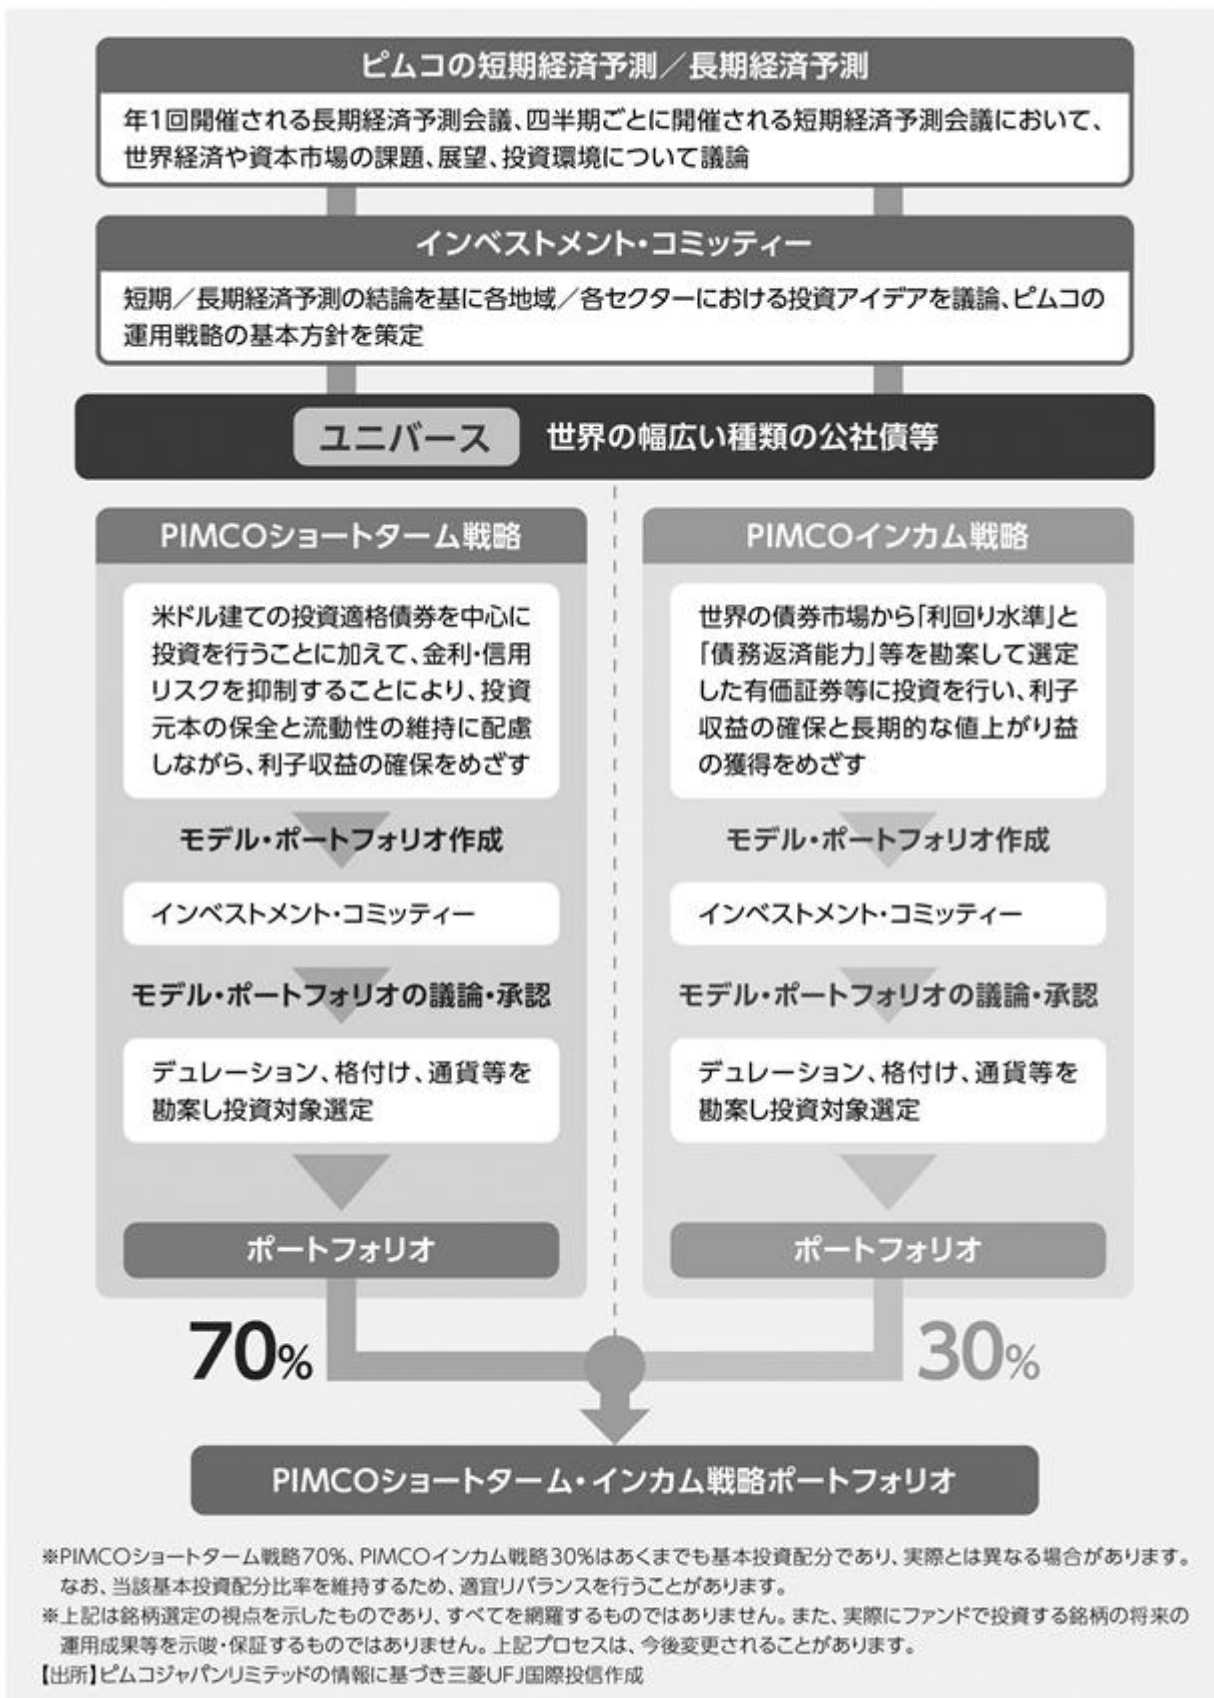 ピムコの短期経済予測／長期経済予測
年1回開催される長期経済予測会議、四半期ごとに開催される短期経済予測会議において、
世界経済や資本市場の課題、展望、投資環境について議論
インベストメント・コミッティー
短期／長期経済予測の結論を基に各地域／各セクターにおける投資アイデアを議論、ピムコの
運用戦略の基本方針を策定
ユニバース 世界の幅広い種類の公社債等
PIMCOショートターム戦略
米ドル建ての投資適格債券を中心に
投資を行うことに加えて、金利・信用
リスクを抑制することにより、投資
元本の保全と流動性の維持に配慮
しながら、利子収益の確保をめざす
モデル・ポートフォリオ作成
インベストメント・コミッティー
モデル・ポートフォリオの議論・承認
デュレーション、格付け、通貨等を
勘案し投資対象選定
ポートフォリオ
70%
PIMCOインカム戦略
世界の債券市場から「利回り水準」と
「債務返済能力」等を勘案して選定
した有価証券等に投資を行い、利子
収益の確保と長期的な値上がり益
の獲得をめざす
モデル・ポートフォリオ作成
インベストメント・コミッティー
モデル・ポートフォリオの議論・承認
デュレーション、格付け、通貨等を
勘案し投資対象選定
ポートフォリオ
30%
PIMCOショートターム・インカム戦略ポートフォリオ
※PIMCOショートターム戦略70%、PIMCOインカム戦略30%はあくまでも基本投資配分であり、実際とは異なる場合があります。
なお、当該基本投資配分比率を維持するため、適宜リバランスを行うことがあります。
※上記は銘柄選定の視点を示したものであり、すべてを網羅するものではありません。また、実際にファンドで投資する銘柄の将来の
運用成果等を示唆・保証するものではありません。上記プロセスは、今後変更されることがあります。
【出所】ピムコジャパンリミテッドの情報に基づき三菱UFJ国際投信作成